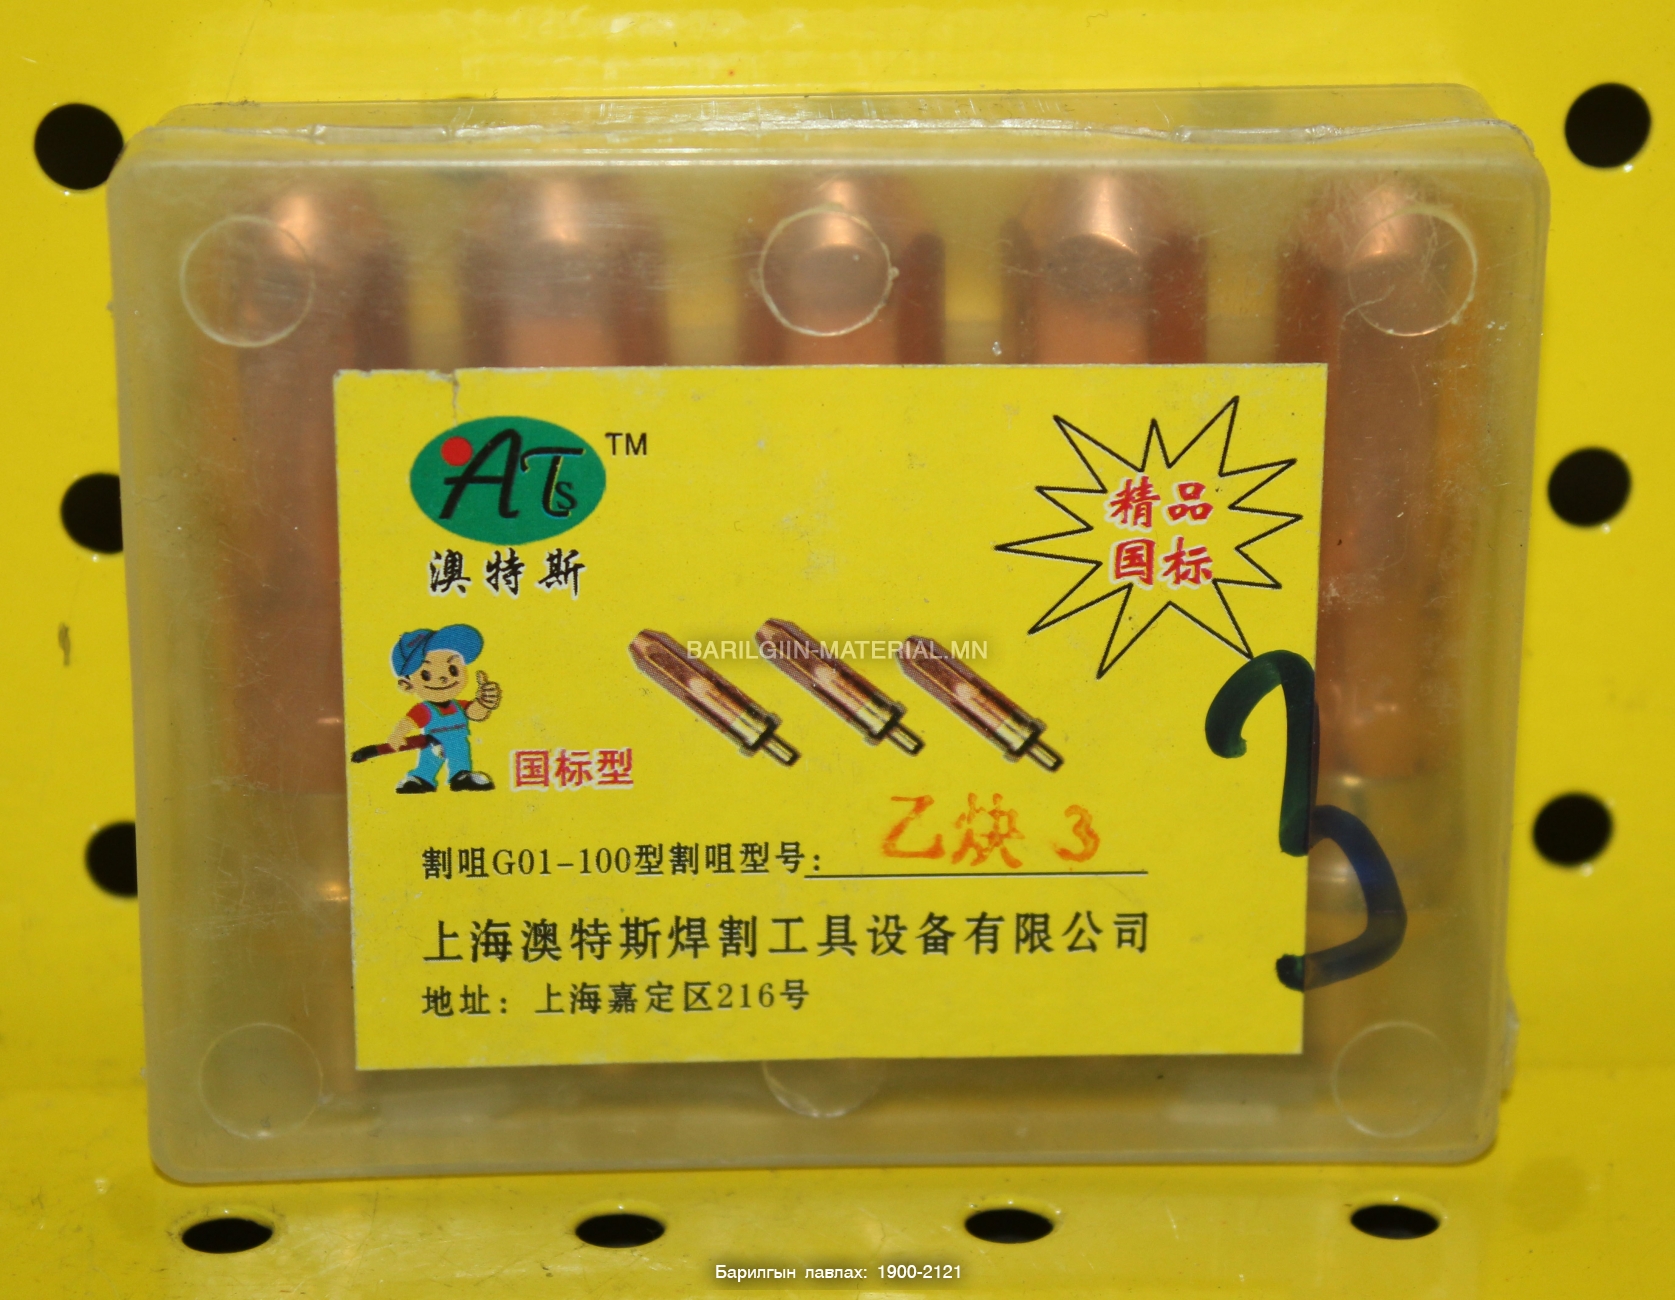 ATs TM
澳特斯
精品
国标
BARILGIIN-MATERIAL.MN
国标型
割咀G01-100型割咀型号: 乙炔 3
3
上海澳特斯焊割工具设备有限公司
地址: 上海嘉定区216号
Барилгын лавлах: 1900-2121